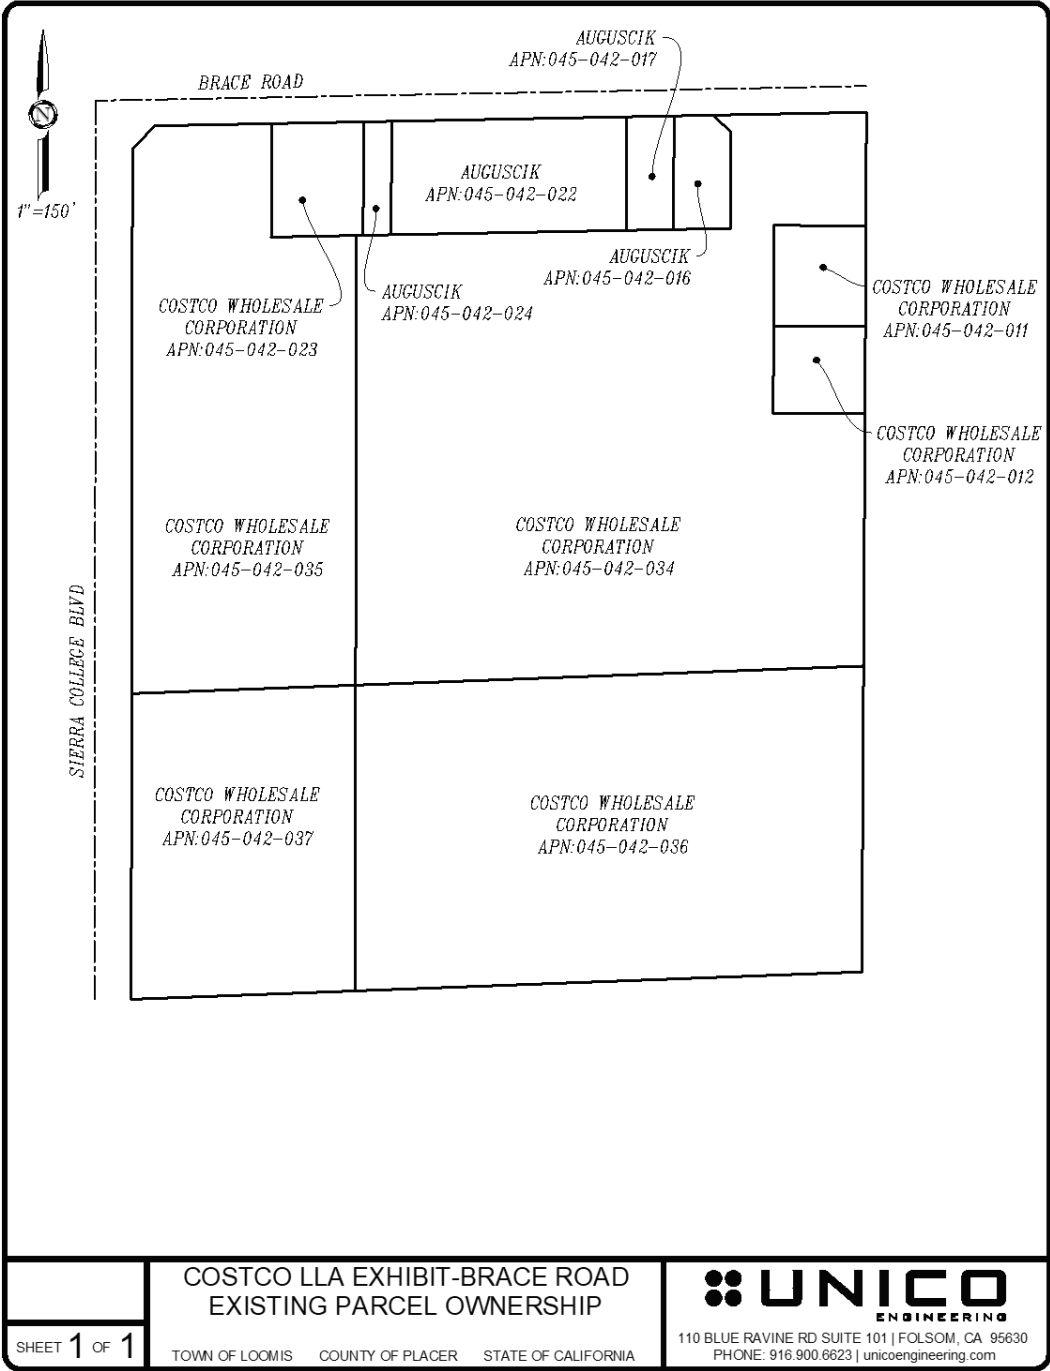 AUGUSCIK
APN:045-042-017
BRACE ROAD
N
1"=150'
AUGUSCIK
APN:045-042-022
AUGUSCIK
APN:045-042-016
COSTCO WHOLESALE
CORPORATION
APN:045-042-023
AUGUSCIK
APN:045-042-024
COSTCO WHOLESALE
CORPORATION
APN:045-042-011
COSTCO WHOLESALE
CORPORATION
APN:045-042-012
COSTCO WHOLESALE
CORPORATION
APN:045-042-035
COSTCO WHOLESALE
CORPORATION
APN:045-042-034
SIERRA COLLEGE BLVD
COSTCO WHOLESALE
CORPORATION
APN:045-042-037
COSTCO WHOLESALE
CORPORATION
APN:045-042-036
SHEET 1 OF 1
COSTCO LLA EXHIBIT-BRACE ROAD
EXISTING PARCEL OWNERSHIP
TOWN OF LOOMIS COUNTY OF PLACER STATE OF CALIFORNIA
UNICO
ENGINEERING
110 BLUE RAVINE RD SUITE 101 | FOLSOM, CA 95630
PHONE: 916.900.6623 | unicoengineering.com